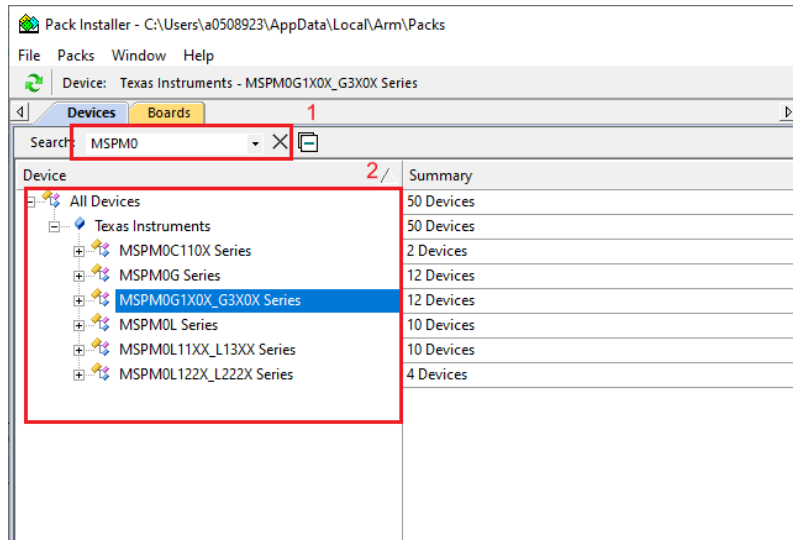 Pack Installer - C:\Users\a0508923\AppData\Local\Arm\Packs
File Packs Window Help
Device: Texas Instruments - MSPM0G1X0X_G3X0X Series
Devices Boards 1
Search: MSPM0
Device 2 Summary
All Devices 50 Devices
Texas Instruments 50 Devices
MSPM0C110X Series 2 Devices
MSPM0G Series 12 Devices
MSPM0G1X0X_G3X0X Series 12 Devices
MSPM0L Series 10 Devices
MSPM0L11XX_L13XX Series 10 Devices
MSPM0L122X_L222X Series 4 Devices